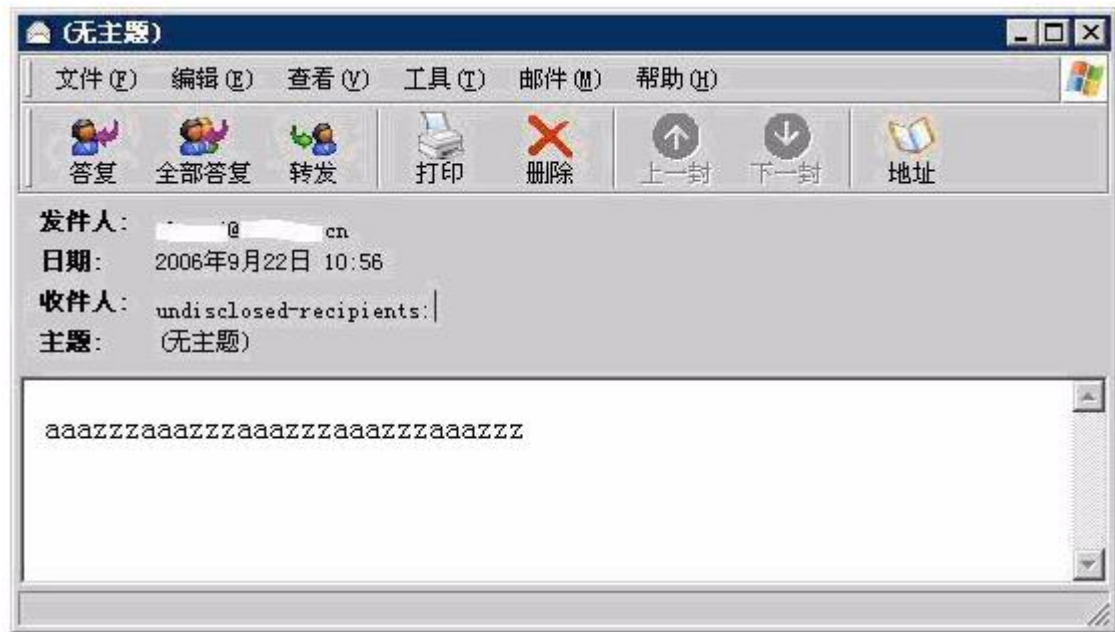 (无主题)
文件(F) 编辑(E) 查看(V) 工具(T) 邮件(M) 帮助(H)
答复 全部答复 转发 打印 删除 上一封 下一封 地址
发件人: @ cn
日期: 2006年9月22日 10:56
收件人: undisclosed-recipients:
主题: (无主题)
aaazzzaaazzzaaazzzaaazzzaaazzz